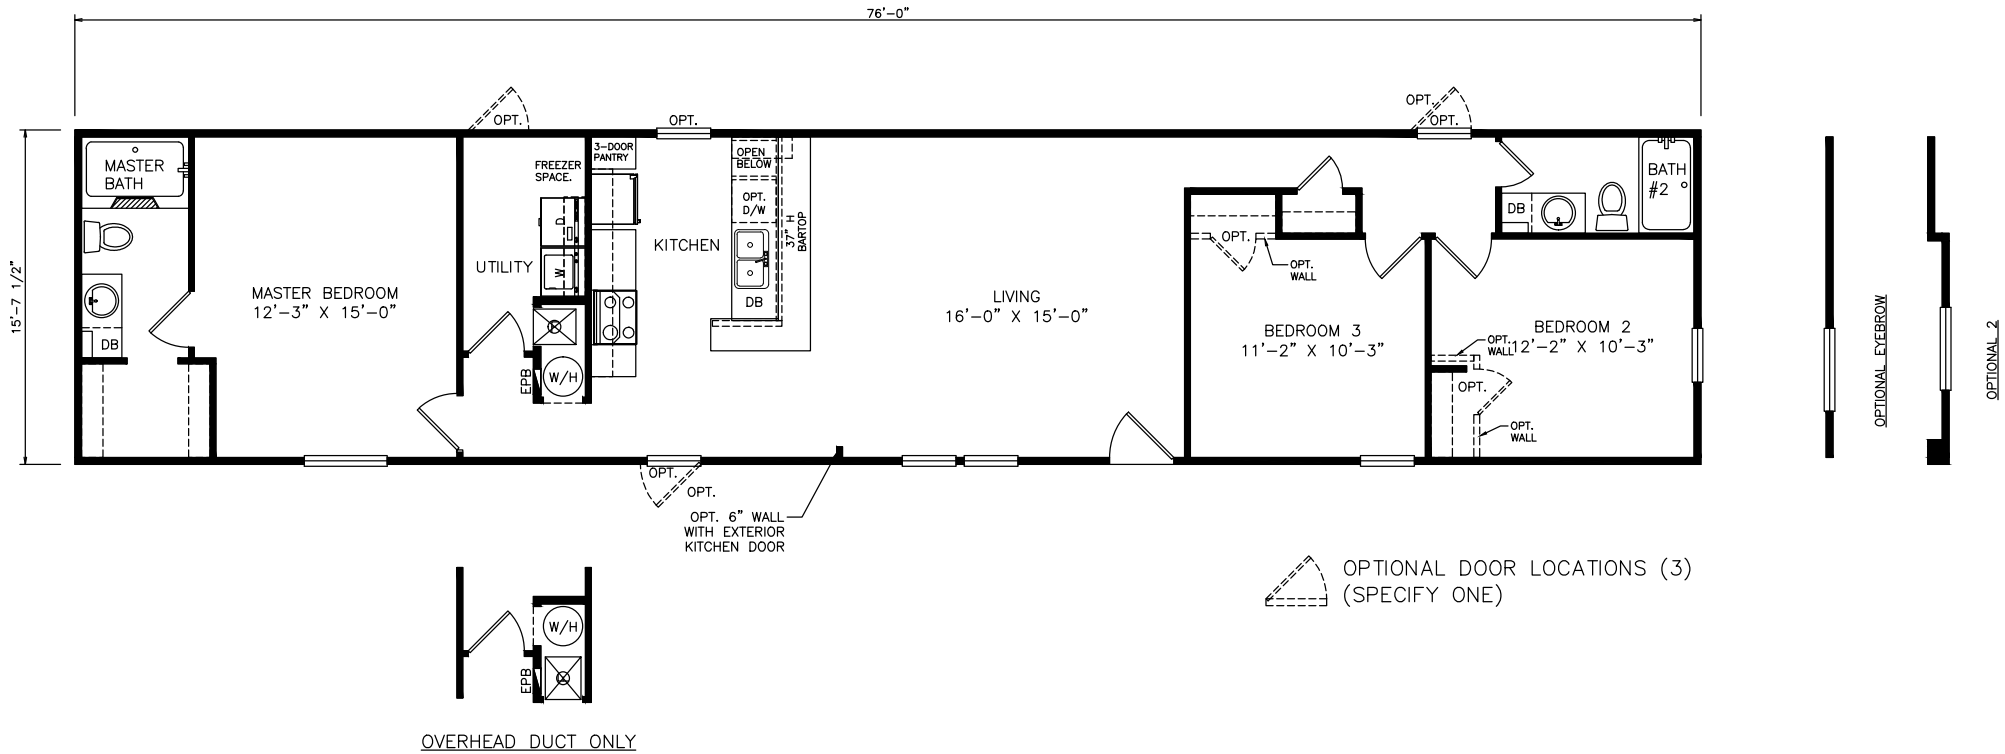 76'-0"
15'-7 1/2"
OPT.
OPT.
OPT.
MASTER
BATH
DB
MASTER BEDROOM
12'-3" X 15'-0"
FREEZER
SPACE.
D
W
UTILITY
EPB
W/H
3-DOOR
PANTRY
KITCHEN
OPEN
BELOW
OPT.
D/W
DB
37" H
BARTOP
LIVING
16'-0" X 15'-0"
OPT.
OPT.
WALL
BEDROOM 3
11'-2" X 10'-3"
DB
BATH
#2
BEDROOM 2
12'-2" X 10'-3"
OPT.
WALL
OPT.
OPT.
WALL
OPT.
OPT.
OPT. 6" WALL
WITH EXTERIOR
KITCHEN DOOR
OPTIONAL EYEBROW
OPTIONAL 2
OPTIONAL DOOR LOCATIONS (3)
(SPECIFY ONE)
W/H
EPB
OVERHEAD DUCT ONLY